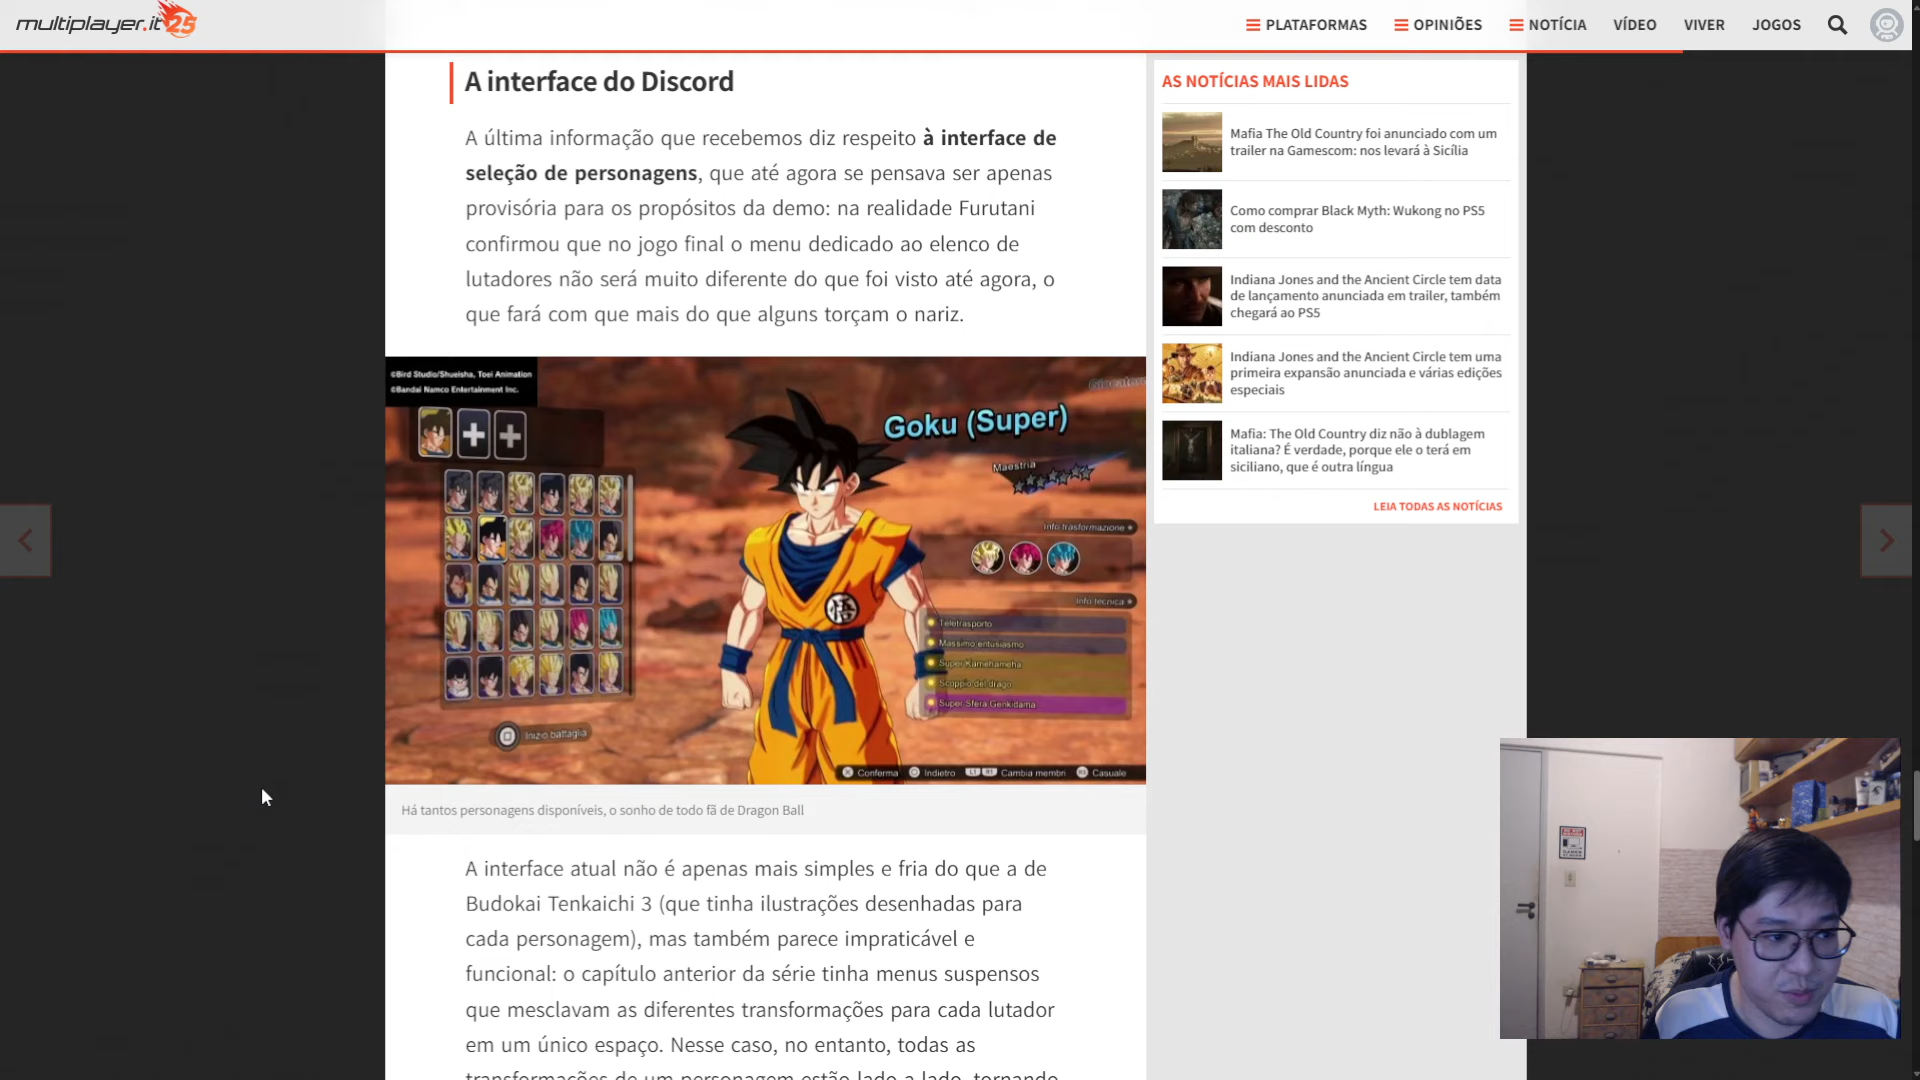 multiplayer.it 25
PLATAFORMAS
OPINIÕES
NOTÍCIA
VÍDEO
VIVER
JOGOS
A interface do Discord
A última informação que recebemos diz respeito à interface de
seleção de personagens, que até agora se pensava ser apenas
provisória para os propósitos da demo: na realidade Furutani
confirmou que no jogo final o menu dedicado ao elenco de
lutadores não será muito diferente do que foi visto até agora, o
que fará com que mais do que alguns torçam o nariz.
©Bird Studio/Shueisha, Toei Animation
©Bandai Namco Entertainment Inc.
Goku (Super)
Maestria
Info trasformazione
Info tecnica
Teletrasporto
Massimo entusiasmo
Super Kamehameha
Scoppio del drago
Super Sfera Genkidama
Inizio battaglia
Conferma
Indietro
L1 R1 Cambia membri
Casuale
Há tantos personagens disponíveis, o sonho de todo fã de Dragon Ball
A interface atual não é apenas mais simples e fria do que a de
Budokai Tenkaichi 3 (que tinha ilustrações desenhadas para
cada personagem), mas também parece impraticável e
funcional: o capítulo anterior da série tinha menus suspensos
que mesclavam as diferentes transformações para cada lutador
em um único espaço. Nesse caso, no entanto, todas as
transformações de um personagem estão lado a lado, tornando
AS NOTÍCIAS MAIS LIDAS
Mafia The Old Country foi anunciado com um
trailer na Gamescom: nos levará à Sicília
Como comprar Black Myth: Wukong no PS5
com desconto
Indiana Jones and the Ancient Circle tem data
de lançamento anunciada em trailer, também
chegará ao PS5
Indiana Jones and the Ancient Circle tem uma
primeira expansão anunciada e várias edições
especiais
Mafia: The Old Country diz não à dublagem
italiana? É verdade, porque ele o terá em
siciliano, que é outra língua
LEIA TODAS AS NOTÍCIAS